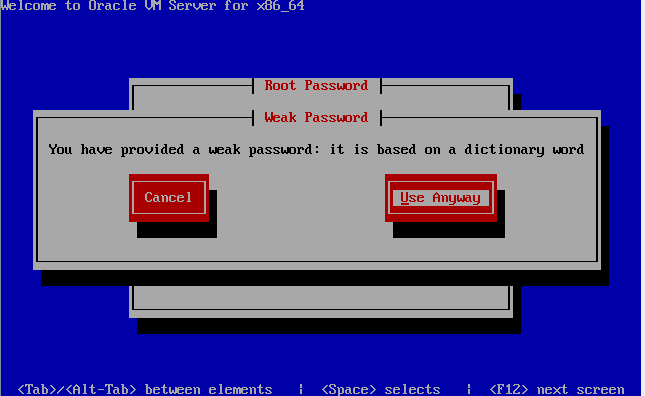 Welcome to Oracle VM Server for x86_64
Root Password
Weak Password
You have provided a weak password: it is based on a dictionary word
Cancel Use Anyway
<Tab>/<Alt-Tab> between elements | <Space> selects | <F12> next screen